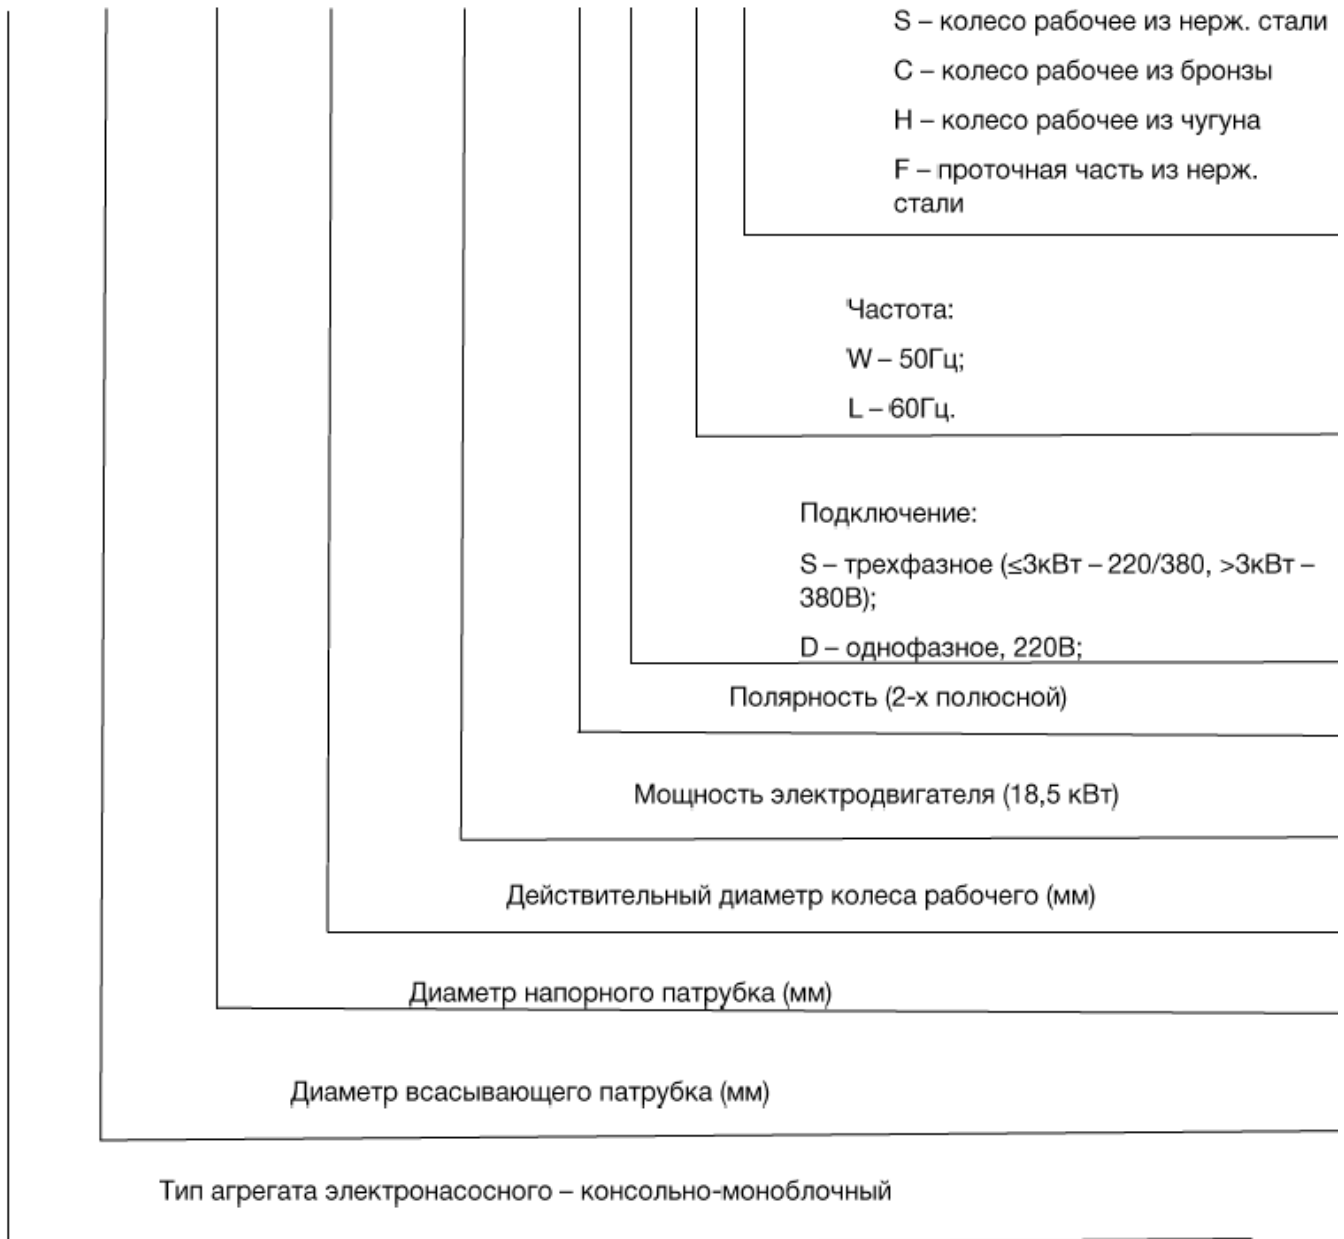 S – колесо рабочее из нерж. стали
C – колесо рабочее из бронзы
H – колесо рабочее из чугуна
F – проточная часть из нерж.
стали
Частота:
W – 50Гц;
L – 60Гц.
Подключение:
S – трехфазное (≤3кВт – 220/380, >3кВт –
380В);
D – однофазное, 220В;
Полярность (2-х полюсной)
Мощность электродвигателя (18,5 кВт)
Действительный диаметр колеса рабочего (мм)
Диаметр напорного патрубка (мм)
Диаметр всасывающего патрубка (мм)
Тип агрегата электронасосного – консольно-моноблочный